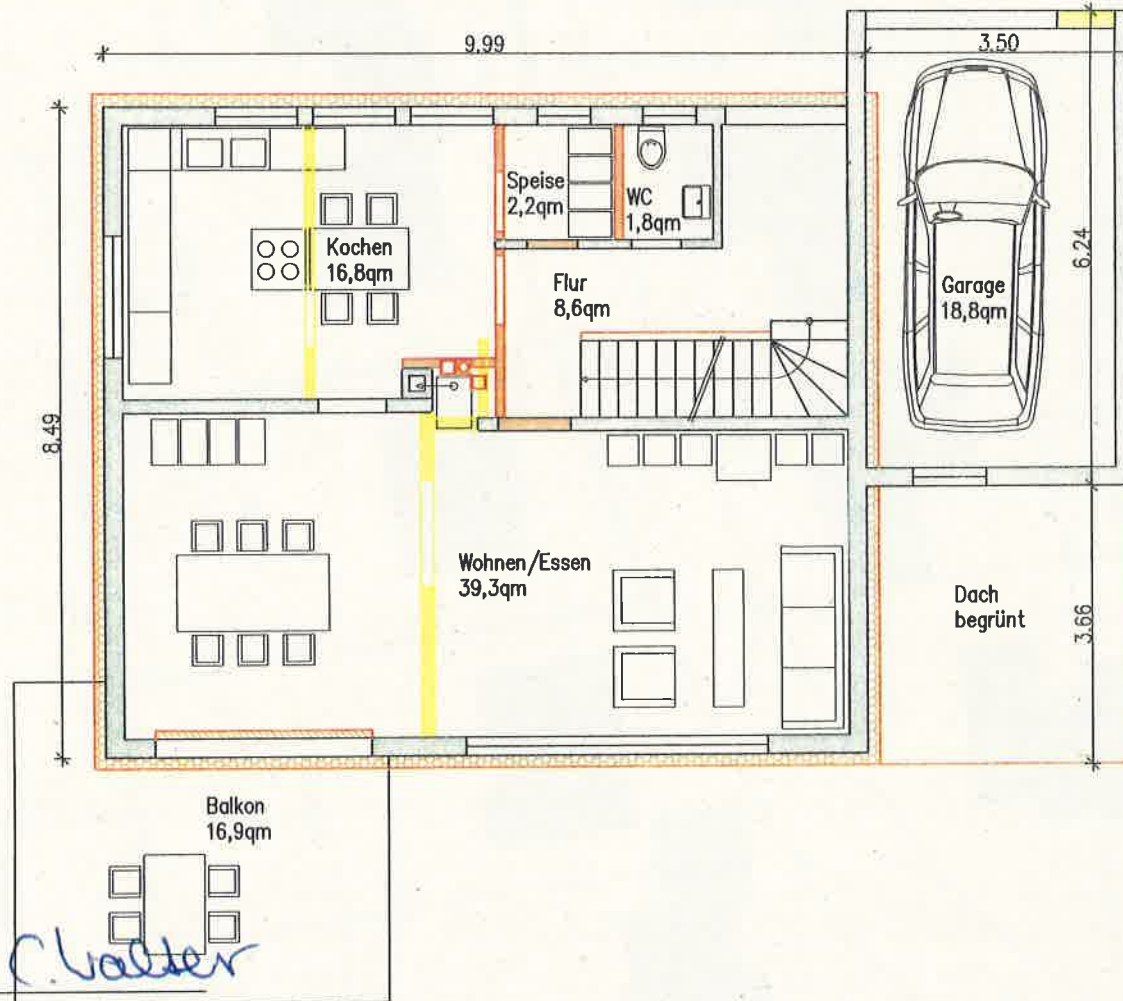 9.99
3.50
Speise
2,2qm
WC
1,8qm
Kochen
16,8qm
Flur
8,6qm
6.24
Garage
18,8qm
8.49
Wohnen/Essen
39,3qm
Dach
begrünt
3.66
Balkon
16,9qm
C. Walter